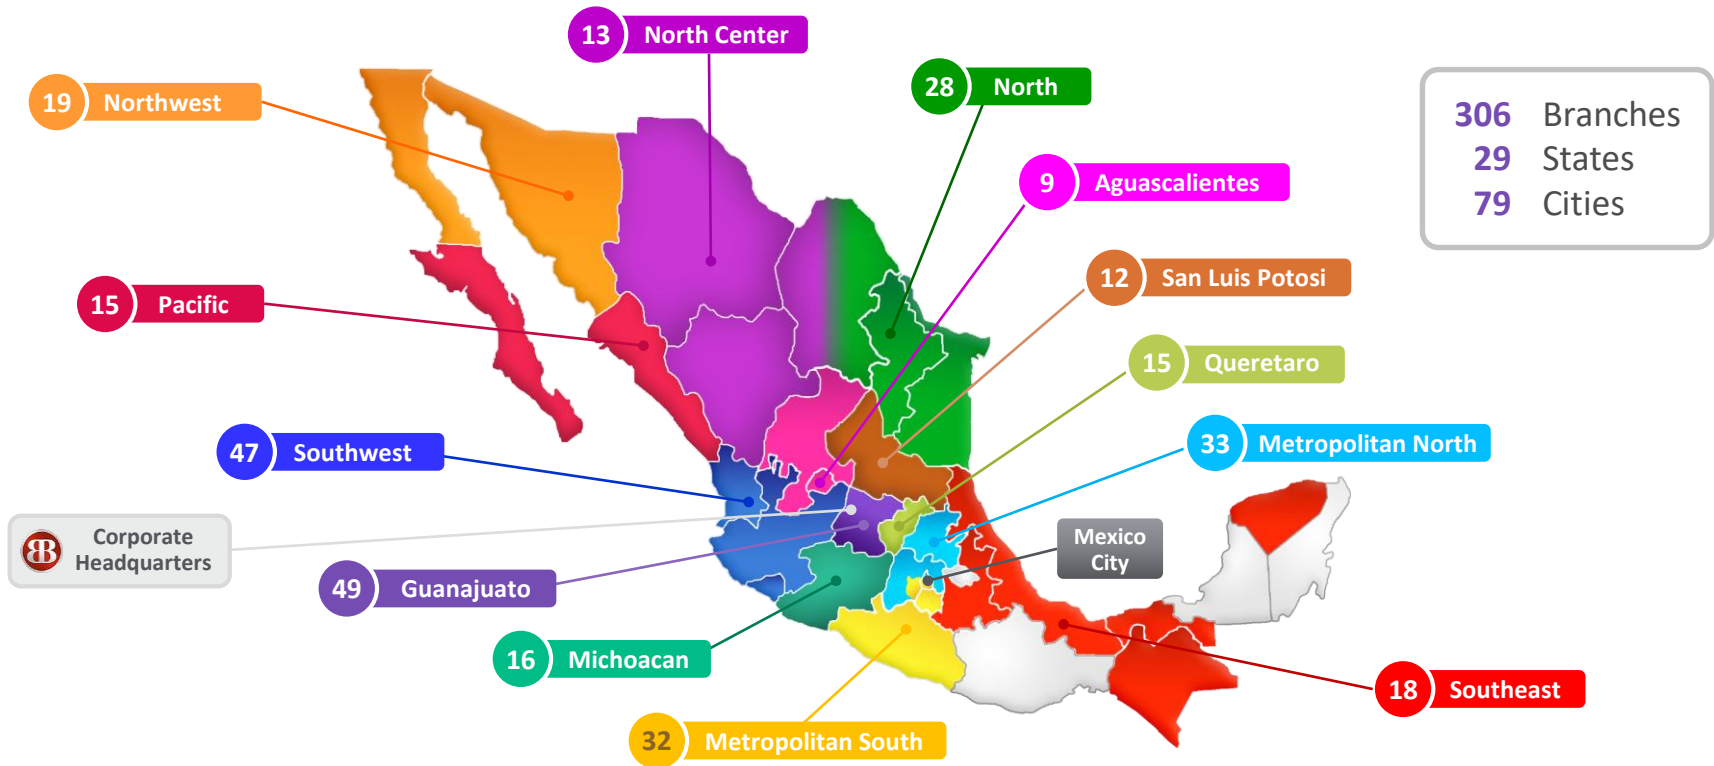 13 North Center
28 North
19 Northwest
306 Branches
29 States
79 Cities
9 Aguascalientes
12 San Luis Potosi
15 Pacific
15 Queretaro
47 Southwest
33 Metropolitan North
Corporate
Headquarters
Mexico
City
49 Guanajuato
16 Michoacan
18 Southeast
32 Metropolitan South